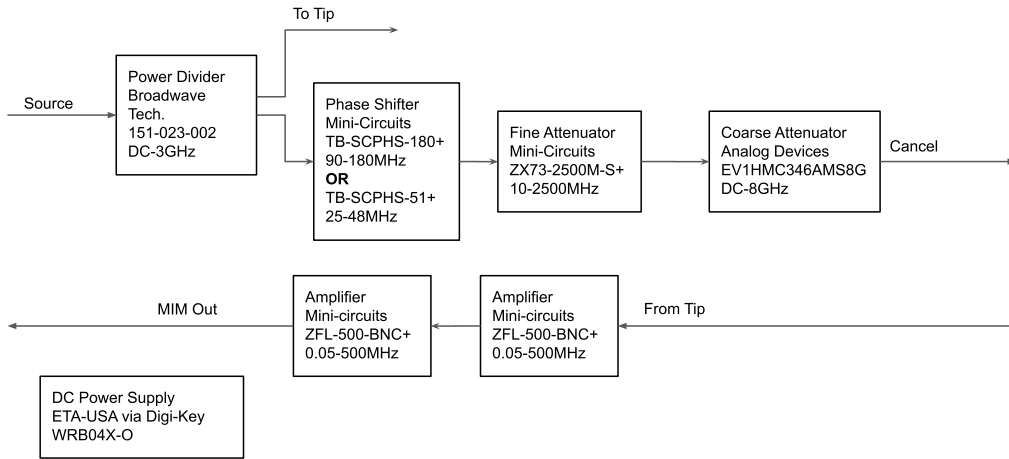 To Tip
Source
Power Divider
Broadwave
Tech.
151-023-002
DC-3GHz
Phase Shifter
Mini-Circuits
TB-SCPHS-180+
90-180MHz
OR
TB-SCPHS-51+
25-48MHz
Fine Attenuator
Mini-Circuits
ZX73-2500M-S+
10-2500MHz
Coarse Attenuator
Analog Devices
EV1HMC346AMS8G
DC-8GHz
Cancel
MIM Out
Amplifier
Mini-circuits
ZFL-500-BNC+
0.05-500MHz
Amplifier
Mini-circuits
ZFL-500-BNC+
0.05-500MHz
From Tip
DC Power Supply
ETA-USA via Digi-Key
WRB04X-O